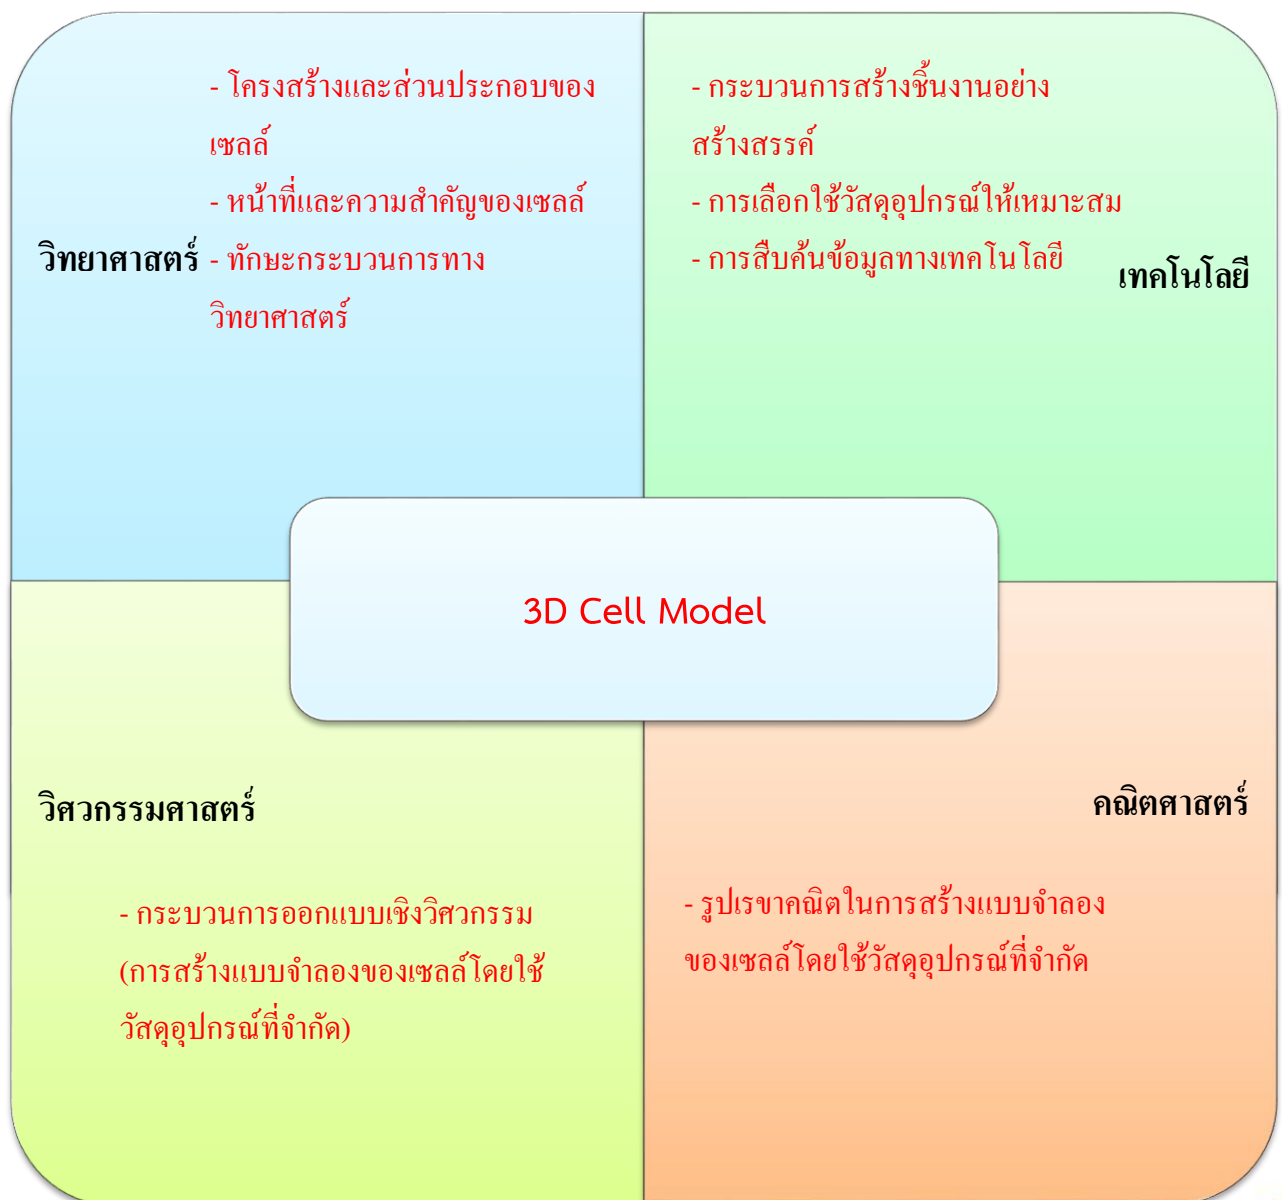 - โครงสร้างและส่วนประกอบของ
เซลล์
- หน้าที่และความสำคัญของเซลล์
วิทยาศาสตร์ - ทักษะกระบวนการทาง
วิทยาศาสตร์
- กระบวนการสร้างชิ้นงานอย่าง
สร้างสรรค์
- การเลือกใช้วัสดุอุปกรณ์ให้เหมาะสม
- การสืบค้นข้อมูลทางเทคโนโลยี
เทคโนโลยี
3D Cell Model
วิศวกรรมศาสตร์
- กระบวนการออกแบบเชิงวิศวกรรม
(การสร้างแบบจำลองของเซลล์โดยใช้
วัสดุอุปกรณ์ที่จำกัด)
คณิตศาสตร์
- รูปเรขาคณิตในการสร้างแบบจำลอง
ของเซลล์โดยใช้วัสดุอุปกรณ์ที่จำกัด